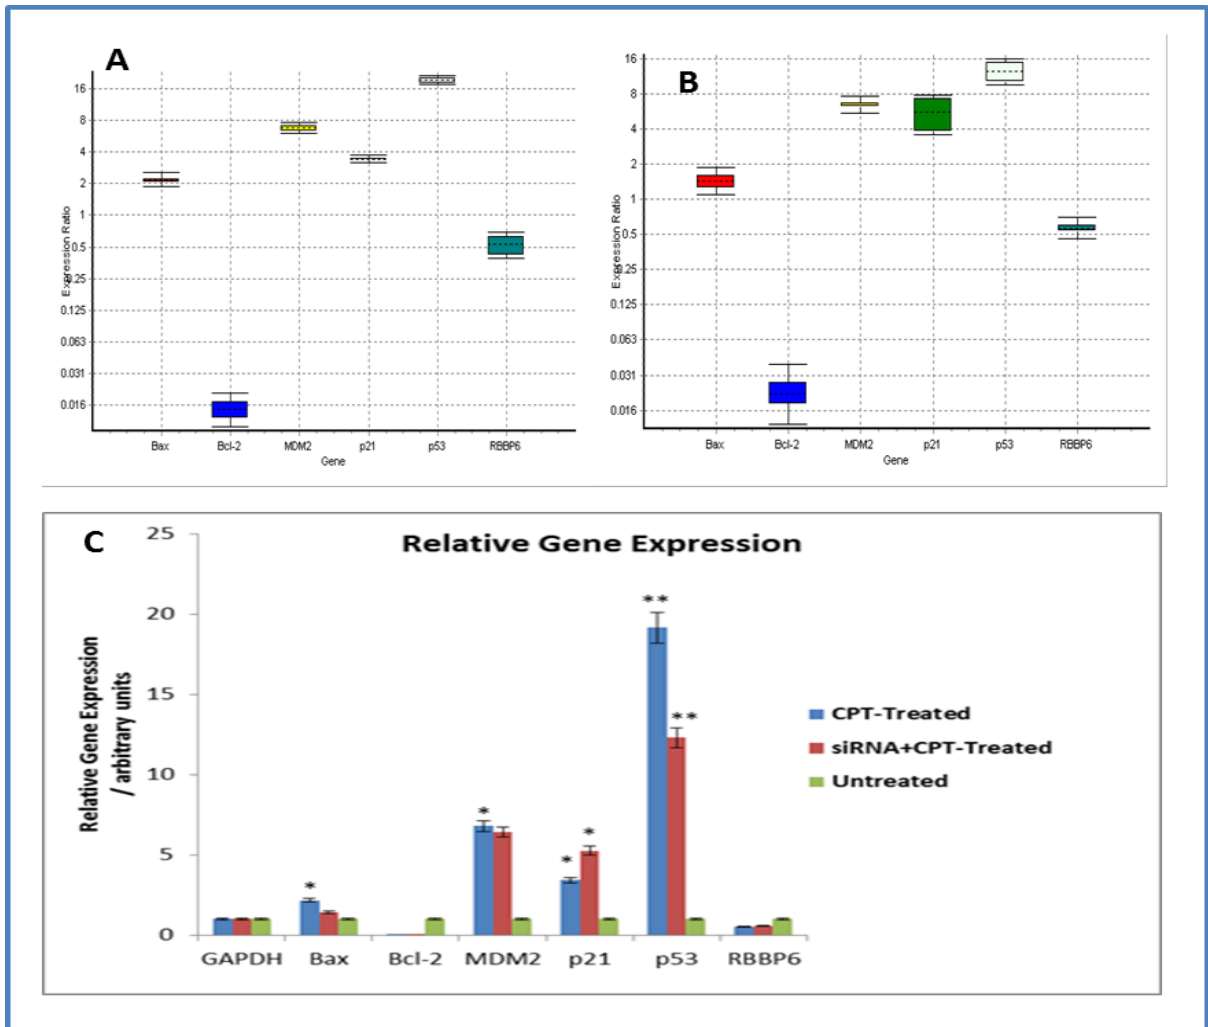 A
16
8
4
2
1
0.5
0.25
0.125
0.063
0.031
0.016
Expression Ratio
Bax Bcl-2 MDM2 p21 p53 RBBP6
Gene
B
16
8
4
2
1
0.5
0.25
0.125
0.063
0.031
0.016
Expression Ratio
Bax Bcl-2 MDM2 p21 p53 RBBP6
Gene
C
Relative Gene Expression
Relative Gene Expression
/ arbitrary units
25
20
15
10
5
0
*
*
*
*
**
**
GAPDH Bax Bcl-2 MDM2 p21 p53 RBBP6
CPT-Treated
siRNA+CPT-Treated
Untreated